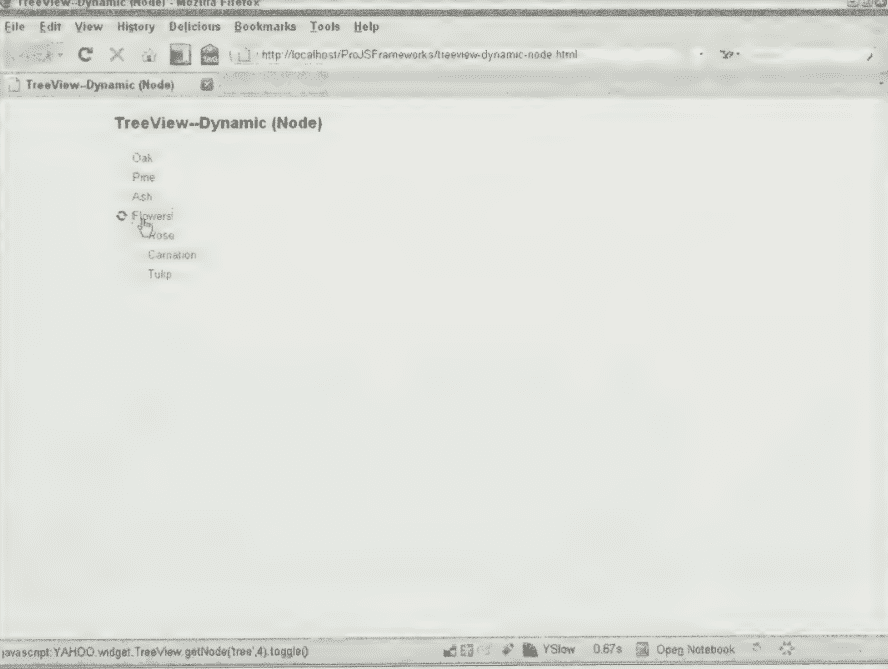 TreeView--Dynamic (Node) - Mozilla Firefox
File Edit View History Delicious Bookmarks Tools Help
http://localhost/ProJSFrameworks/treeview-dynamic-node.html
TreeView--Dynamic (Node)
TreeView--Dynamic (Node)
Oak
Pine
Ash
Flowers!
Rose
Carnation
Tulip
javascript:YAHOO.widget.TreeView.getNode('tree',4).toggle() YSlow 0.67s Open Notebook